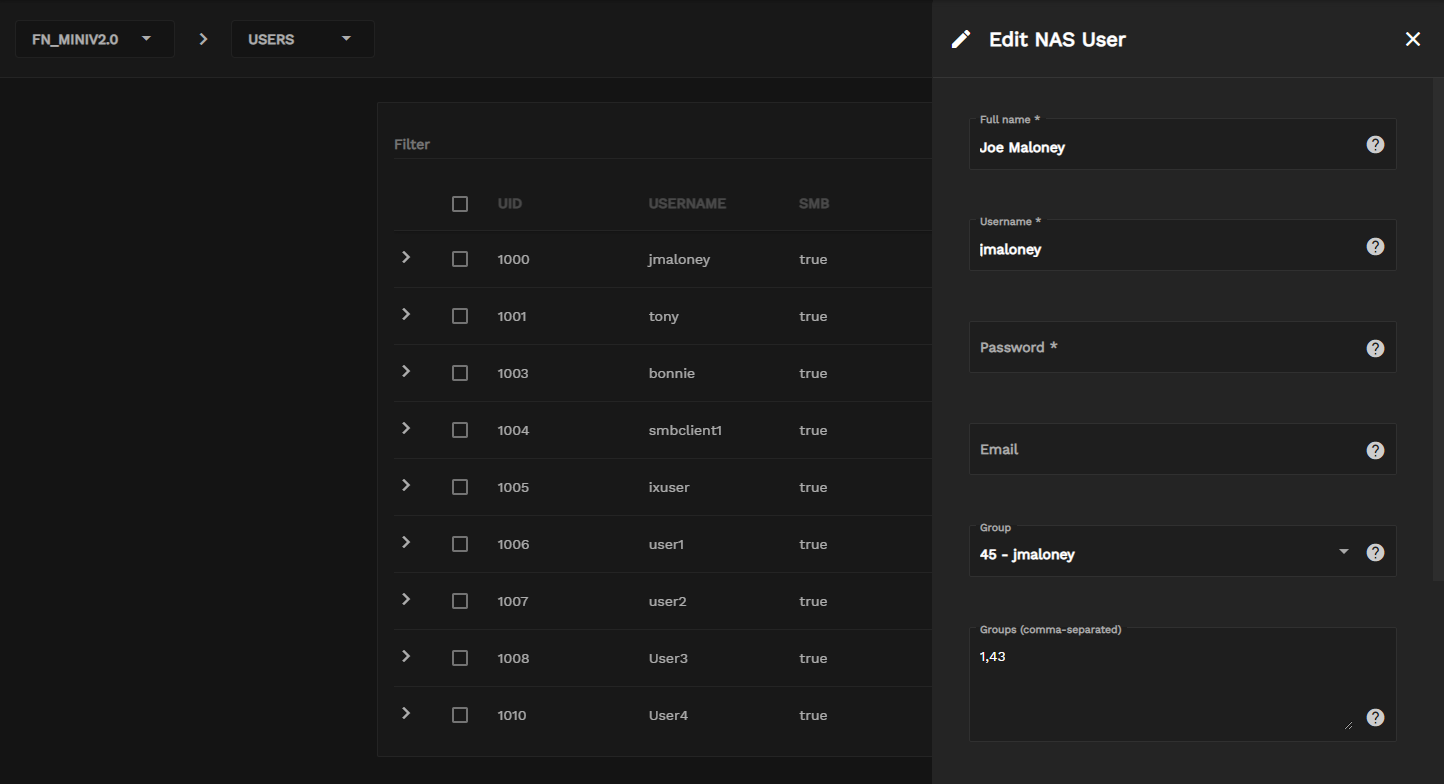 FN_MINIV2.0
USERS
Edit NAS User
Filter
UID USERNAME SMB
1000 jmaloney true
1001 tony true
1003 bonnie true
1004 smbclient1 true
1005 ixuser true
1006 user1 true
1007 user2 true
1008 User3 true
1010 User4 true
Full name *
Joe Maloney
Username *
jmaloney
Password *
Email
Group
45 - jmaloney
Groups (comma-separated)
1,43